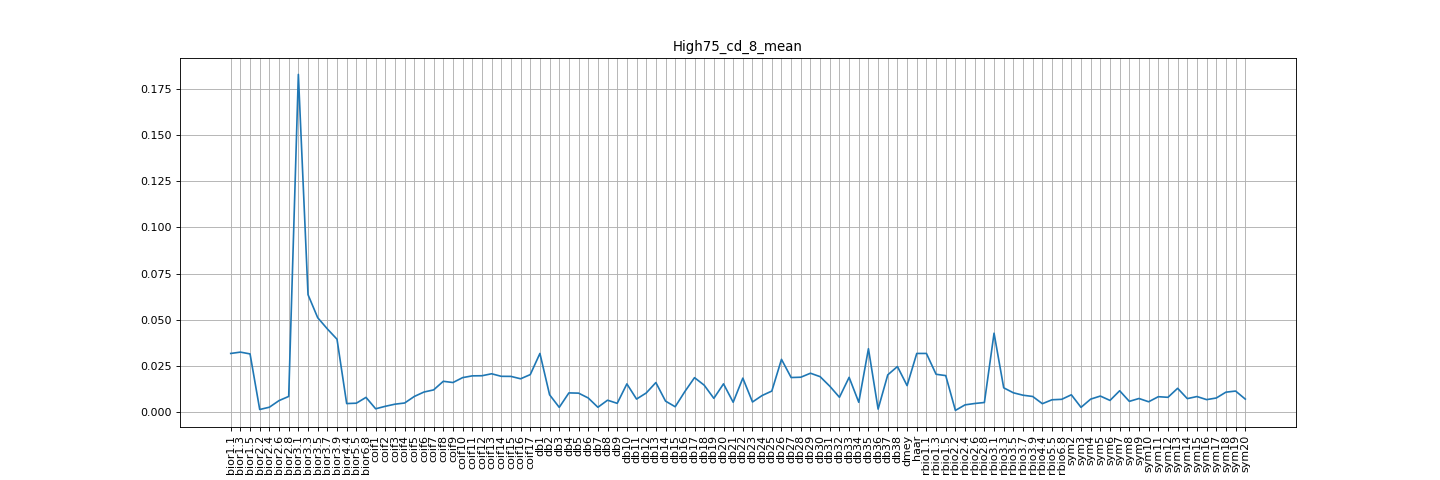 High75_cd_8_mean
0.175
0.150
0.125
0.100
0.075
0.050
0.025
0.000
bior1.1
bior1.3
bior1.5
bior2.2
bior2.4
bior2.6
bior2.8
bior3.1
bior3.3
bior3.5
bior3.7
bior3.9
bior4.4
bior5.5
bior6.8
coif1
coif2
coif3
coif4
coif5
coif6
coif7
coif8
coif9
coif10
coif11
coif12
coif13
coif14
coif15
coif16
coif17
db1
db2
db3
db4
db5
db6
db7
db8
db9
db10
db11
db12
db13
db14
db15
db16
db17
db18
db19
db20
db21
db22
db23
db24
db25
db26
db27
db28
db29
db30
db31
db32
db33
db34
db35
db36
db37
db38
dmey
haar
rbio1.1
rbio1.3
rbio1.5
rbio2.2
rbio2.4
rbio2.6
rbio2.8
rbio3.1
rbio3.3
rbio3.5
rbio3.7
rbio3.9
rbio4.4
rbio5.5
rbio6.8
sym2
sym3
sym4
sym5
sym6
sym7
sym8
sym9
sym10
sym11
sym12
sym13
sym14
sym15
sym16
sym17
sym18
sym19
sym20